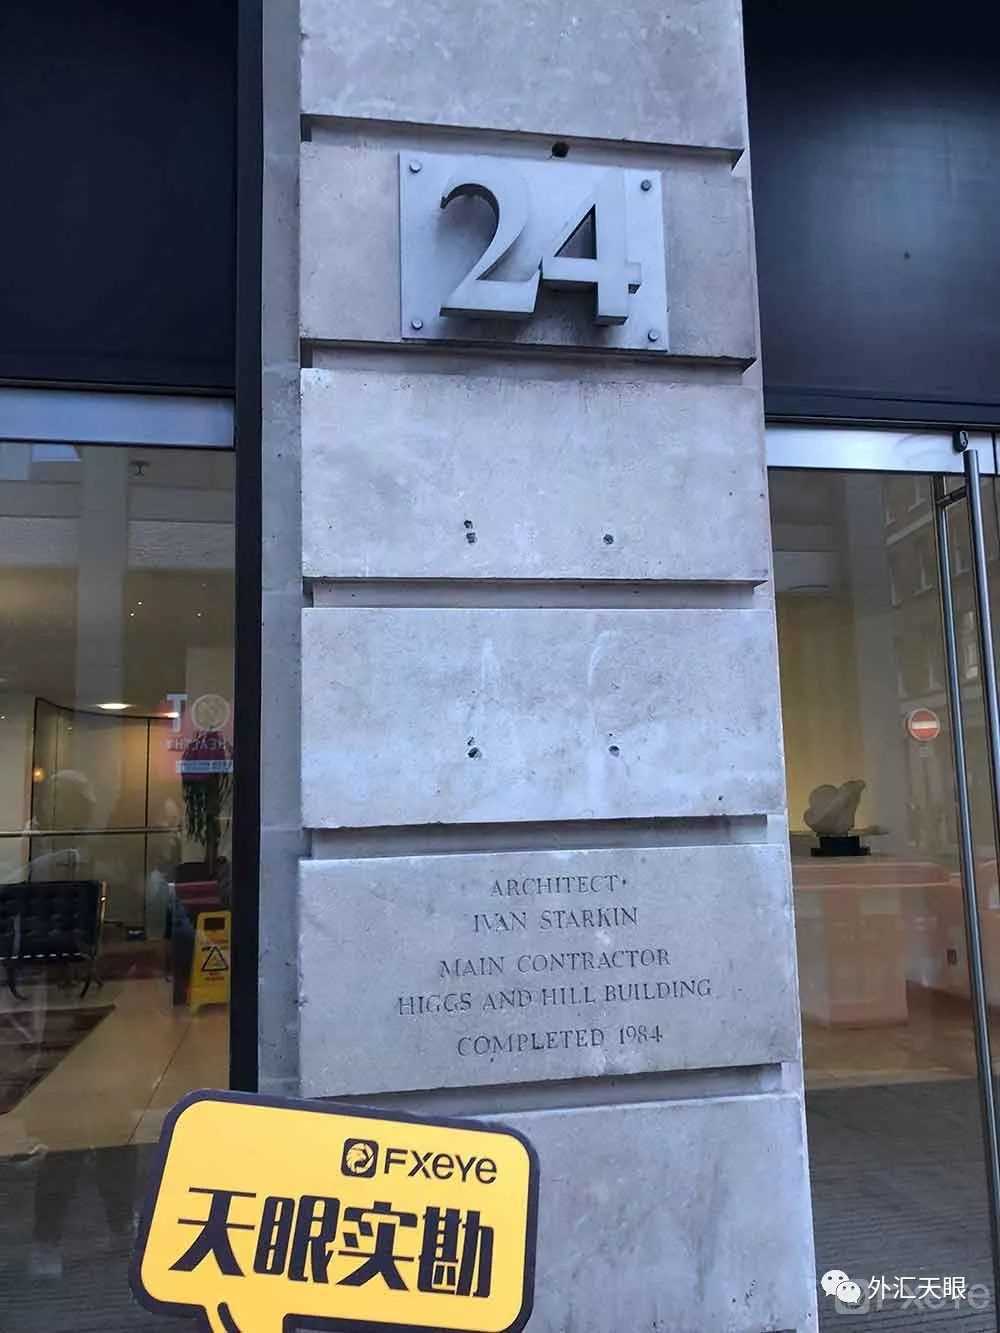 24
ARCHITECT
IVAN STARKIN
MAIN CONTRACTOR
HIGGS AND HILL BUILDING
COMPLETED 1984
FXeYe
天眼实勘
外汇天眼
FXeye